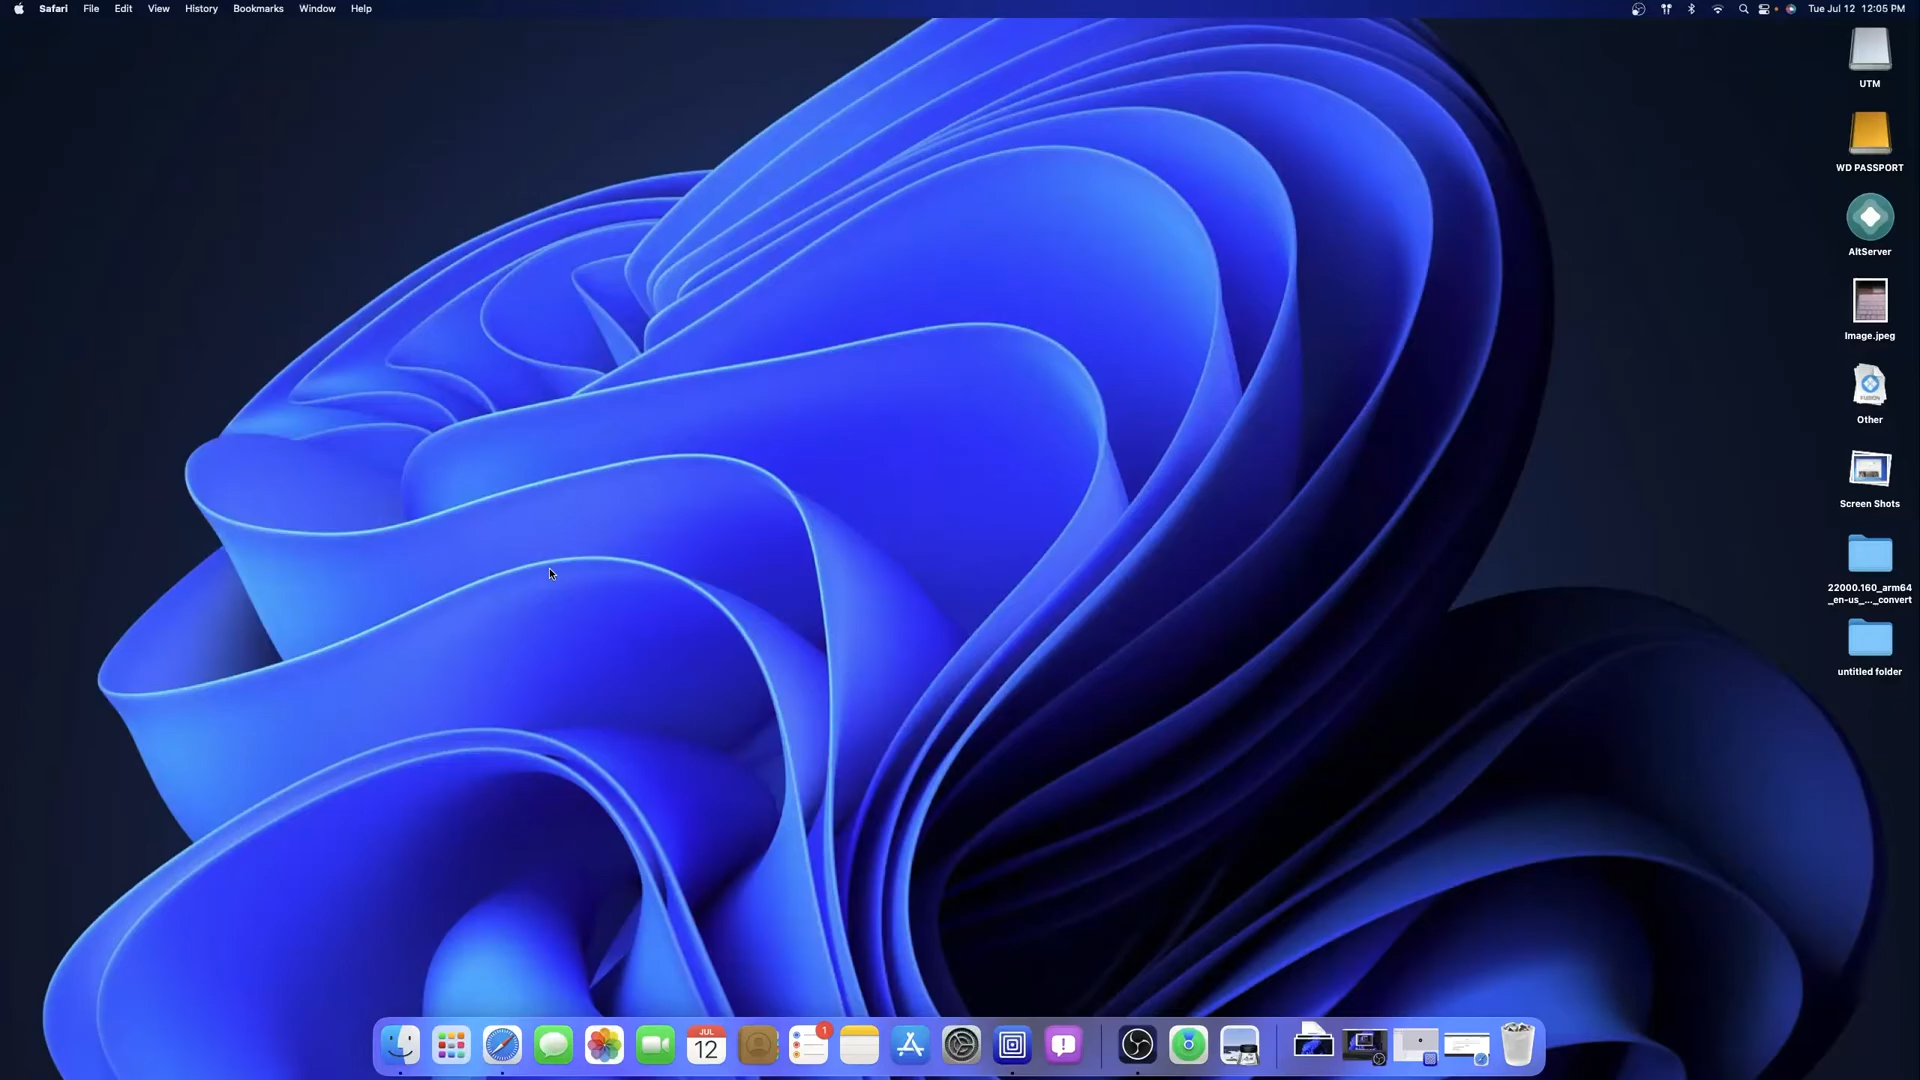 Safari File Edit View History Bookmarks Window Help
Tue Jul 12 12:05 PM
UTM
WD PASSPORT
AltServer
Image.jpeg
FUSION
Other
Screen Shots
22000.160_arm64
_en-us_..._convert
untitled folder
JUL
12
1